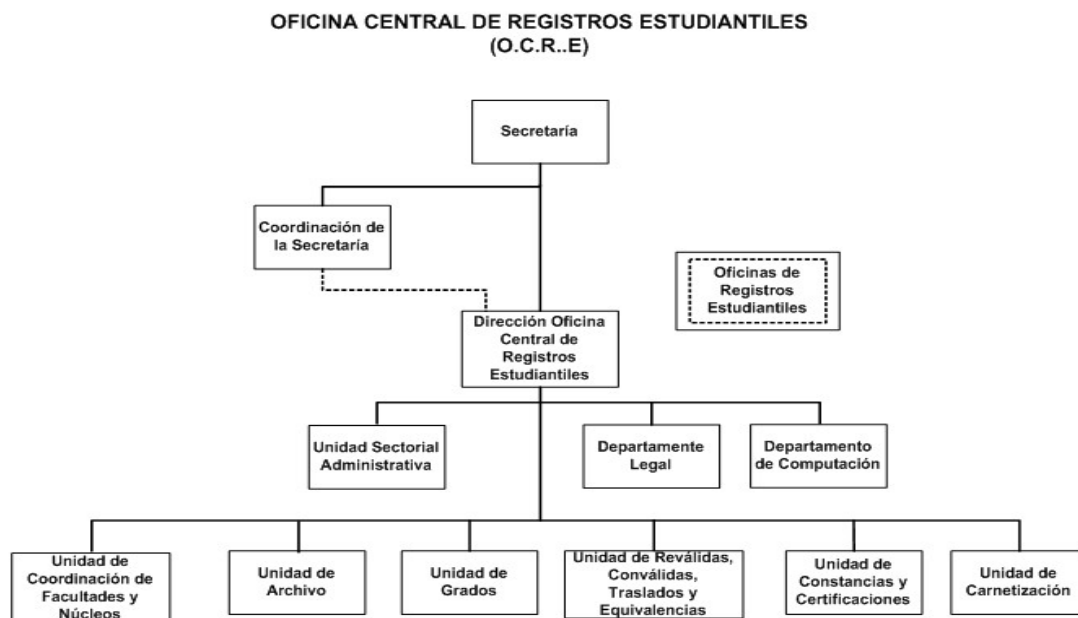 OFICINA CENTRAL DE REGISTROS ESTUDIANTILES
(O.C.R..E)
Secretaría
Coordinación de
la Secretaría
Oficinas de
Registros
Estudiantiles
Dirección Oficina
Central de
Registros
Estudiantiles
Unidad Sectorial
Administrativa
Departamente
Legal
Departamento
de Computación
Unidad de
Coordinación de
Facultades y
Núcleos
Unidad de
Archivo
Unidad de
Grados
Unidad de Reválidas,
Conválidas,
Traslados y
Equivalencias
Unidad de
Constancias y
Certificaciones
Unidad de
Carnetización